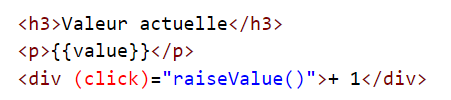 <h3>Valeur actuelle</h3>
<p>{{value}}</p>
<div (click)="raiseValue()">+ 1</div>